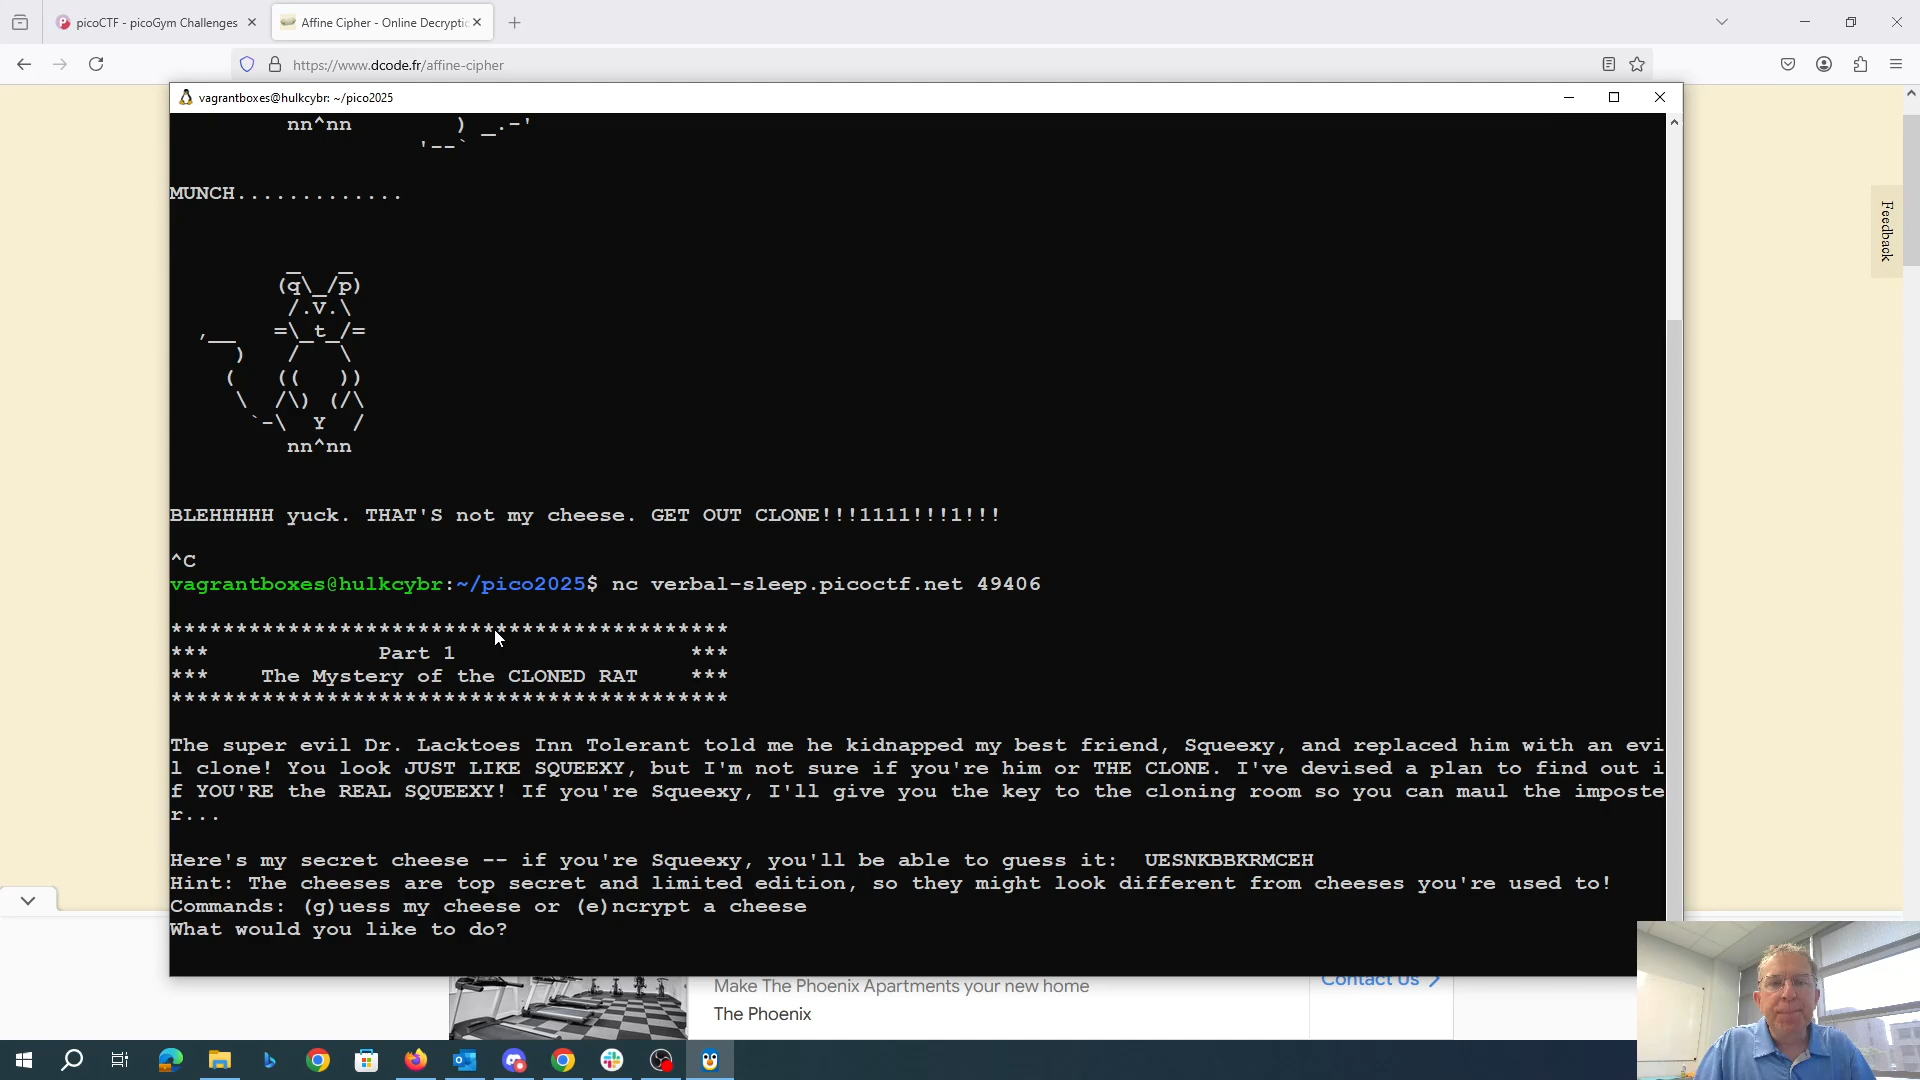 picoCTF - picoGym Challenges
Affine Cipher - Online Decryptic
https://www.dcode.fr/affine-cipher
vagrantboxes@hulkcybr: ~/pico2025
nn^nn        ) _.-'
'--`
MUNCH.............
_   _
(q\_/p)
/.v.\
,__   =\_t_/=
)   /   \
(   ((   ))
\  /\) (/\
`-\  Y  /
nn^nn
BLEHHHHH yuck. THAT'S not my cheese. GET OUT CLONE!!!1111!!!1!!!
^C
vagrantboxes@hulkcybr:~/pico2025$ nc verbal-sleep.picoctf.net 49406
*******************************************
***             Part 1                  ***
***    The Mystery of the CLONED RAT    ***
*******************************************
The super evil Dr. Lacktoes Inn Tolerant told me he kidnapped my best friend, Squeexy, and replaced him with an evi
l clone! You look JUST LIKE SQUEEXY, but I'm not sure if you're him or THE CLONE. I've devised a plan to find out i
f YOU'RE the REAL SQUEEXY! If you're Squeexy, I'll give you the key to the cloning room so you can maul the imposte
r...
Here's my secret cheese -- if you're Squeexy, you'll be able to guess it:  UESNKBBKRMCEH
Hint: The cheeses are top secret and limited edition, so they might look different from cheeses you're used to!
Commands: (g)uess my cheese or (e)ncrypt a cheese
What would you like to do?
Feedback
Make The Phoenix Apartments your new home
The Phoenix
Contact Us